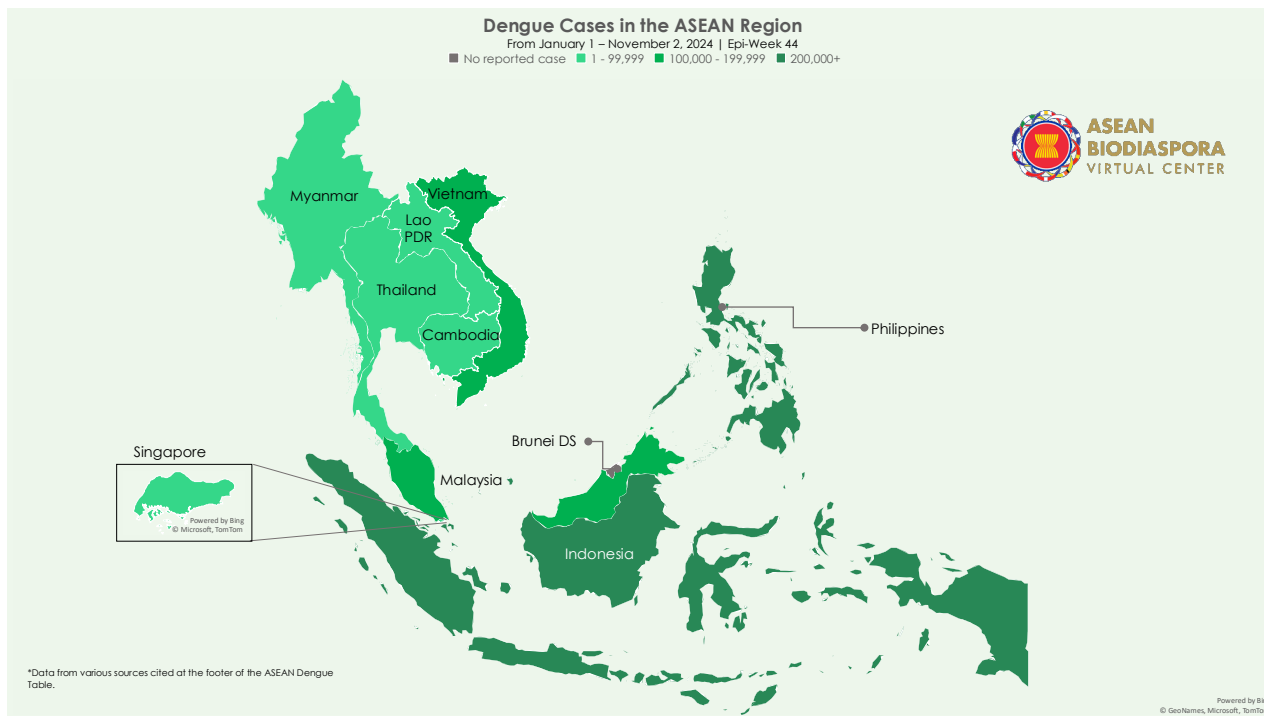 Dengue Cases in the ASEAN Region
From January 1 – November 2, 2024 | Epi-Week 44
No reported case 1 - 99,999 100,000 - 199,999 200,000+
ASEAN
BIODIASPORA
VIRTUAL CENTER
Myanmar
Vietnam
Lao
PDR
Thailand
Cambodia
Philippines
Brunei DS
Singapore
Malaysia
Powered by Bing
© Microsoft, TomTom
Indonesia
*Data from various sources cited at the footer of the ASEAN Dengue
Table.
Powered by
© GeoNames, Microsoft,